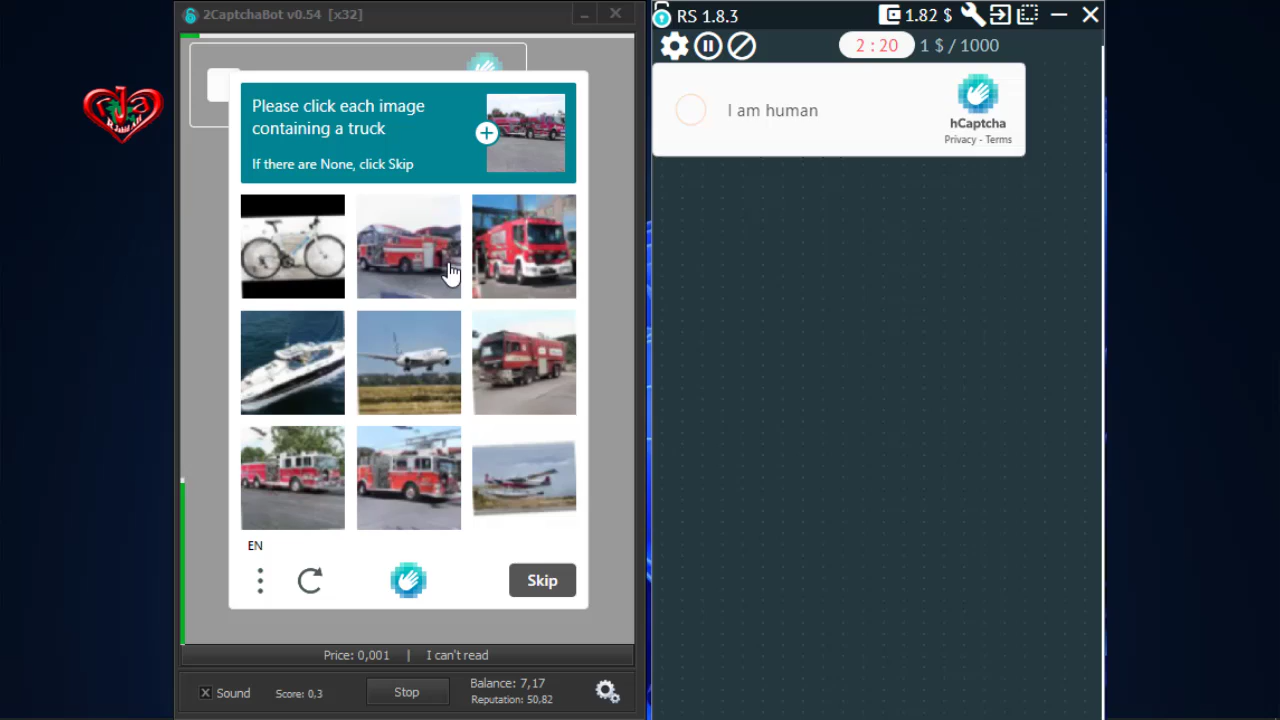 2CaptchaBot v0.54 [x32]
Please click each image
containing a truck
If there are None, click Skip
EN
Skip
Price: 0,001 | I can't read
Sound
Score: 0,3
Stop
Balance: 7,17
Reputation: 50,82
RS 1.8.3
1.82 $
2 : 20
1 $ / 1000
I am human
hCaptcha
Privacy - Terms